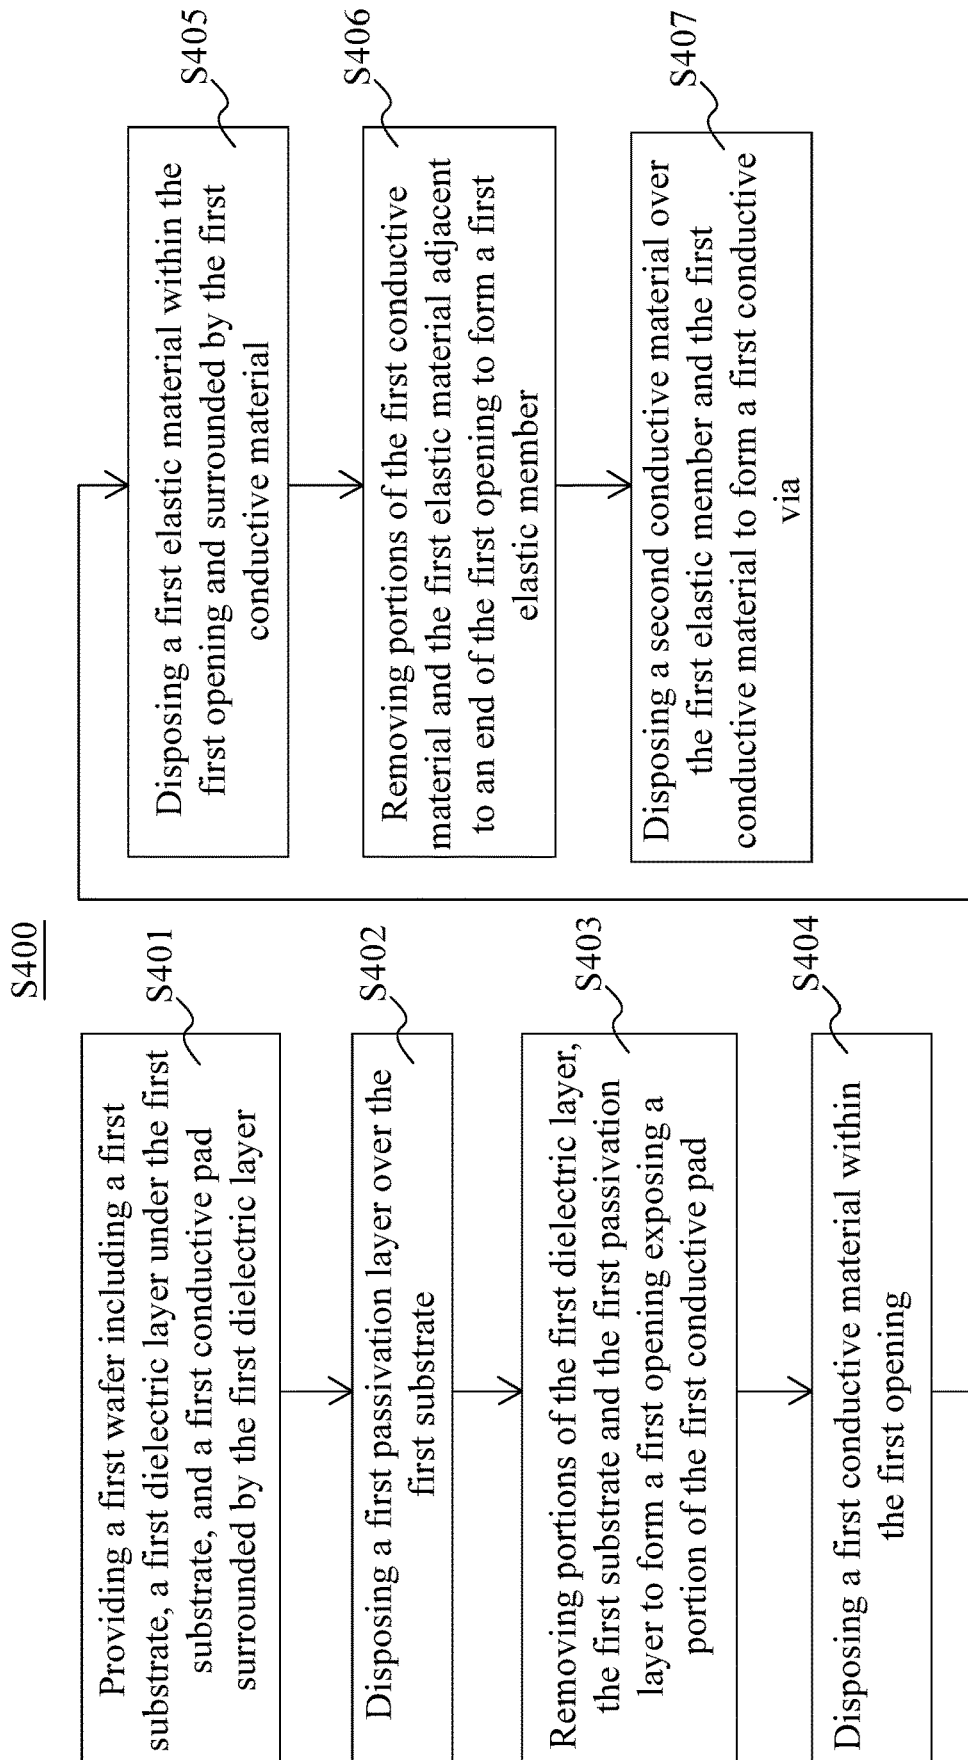 S400
Providing a first wafer including a first
substrate, a first dielectric layer under the first
substrate, and a first conductive pad
surrounded by the first dielectric layer
S401
Disposing a first passivation layer over the
first substrate
S402
Removing portions of the first dielectric layer,
the first substrate and the first passivation
layer to form a first opening exposing a
portion of the first conductive pad
S403
Disposing a first conductive material within
the first opening
S404
Disposing a first elastic material within the
first opening and surrounded by the first
conductive material
S405
Removing portions of the first conductive
material and the first elastic material adjacent
to an end of the first opening to form a first
elastic member
S406
Disposing a second conductive material over
the first elastic member and the first
conductive material to form a first conductive
via
S407